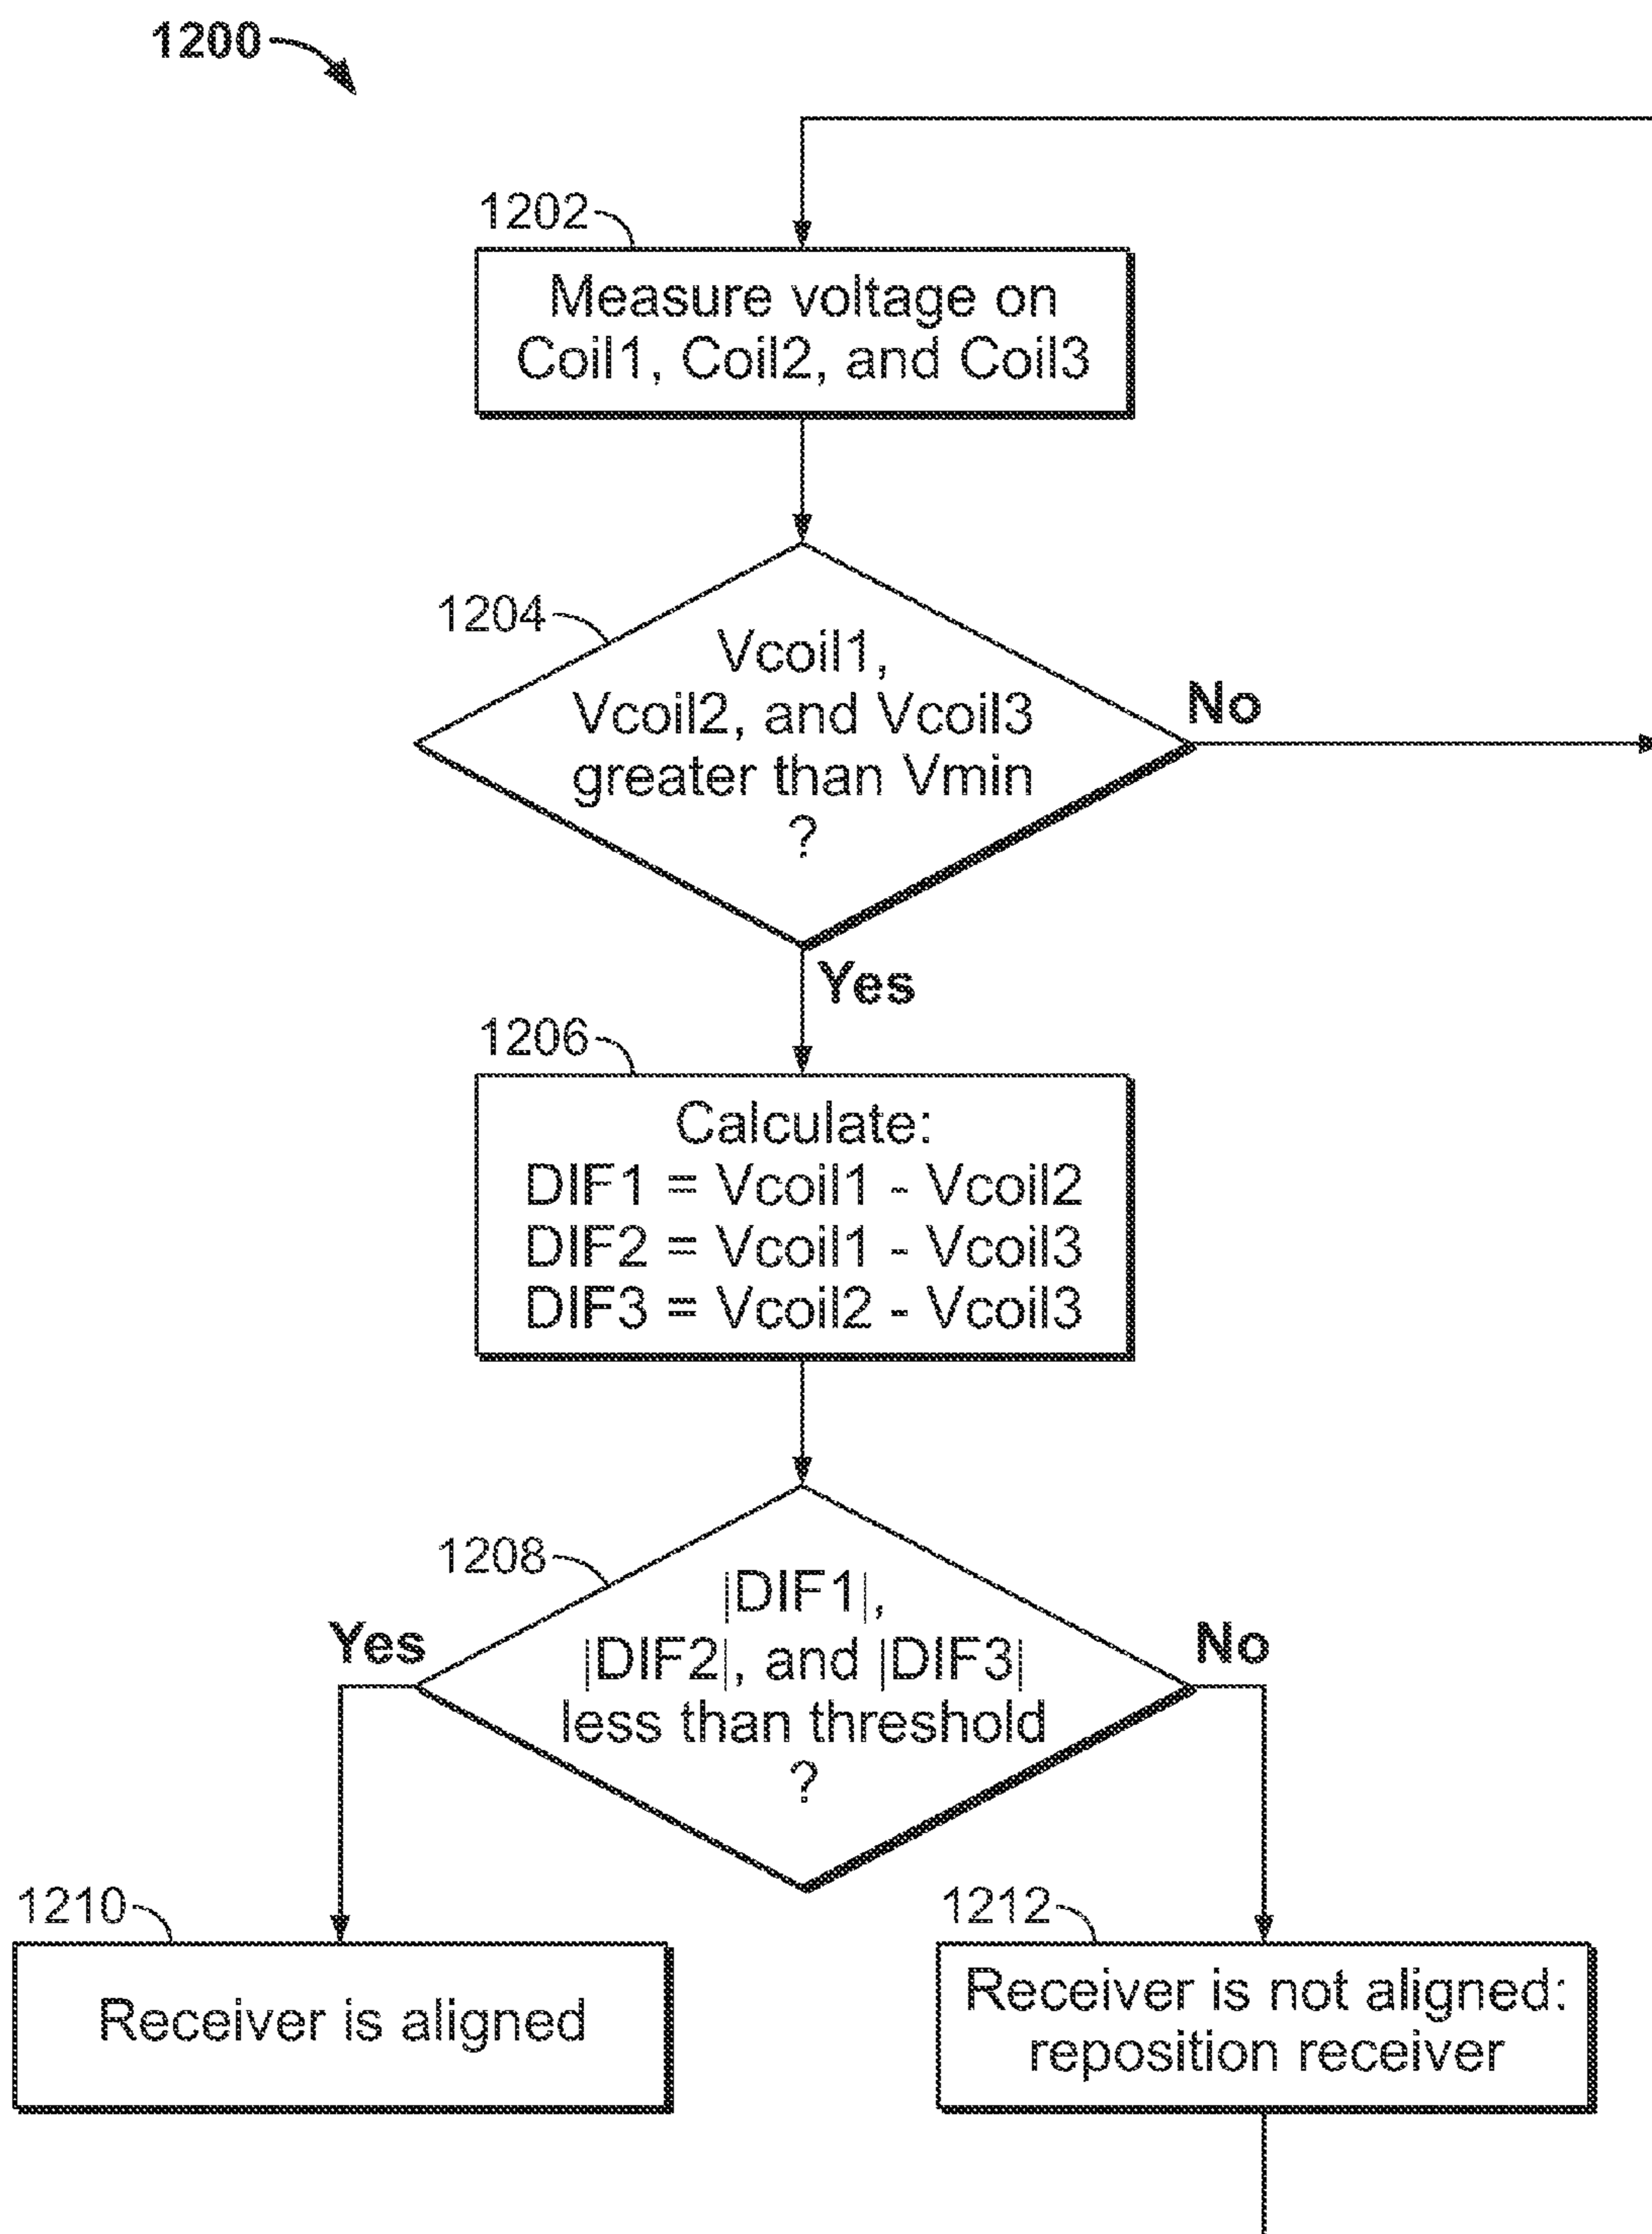 1200
1202
Measure voltage on
Coil1, Coil2, and Coil3
1204
Vcoil1,
Vcoil2, and Vcoil3
greater than Vmin
?
No
Yes
1206
Calculate:
DIF1 = Vcoil1 - Vcoil2
DIF2 = Vcoil1 - Vcoil3
DIF3 = Vcoil2 - Vcoil3
1208
|DIF1|,
|DIF2|, and |DIF3|
less than threshold
?
Yes
No
1210
Receiver is aligned
1212
Receiver is not aligned:
reposition receiver